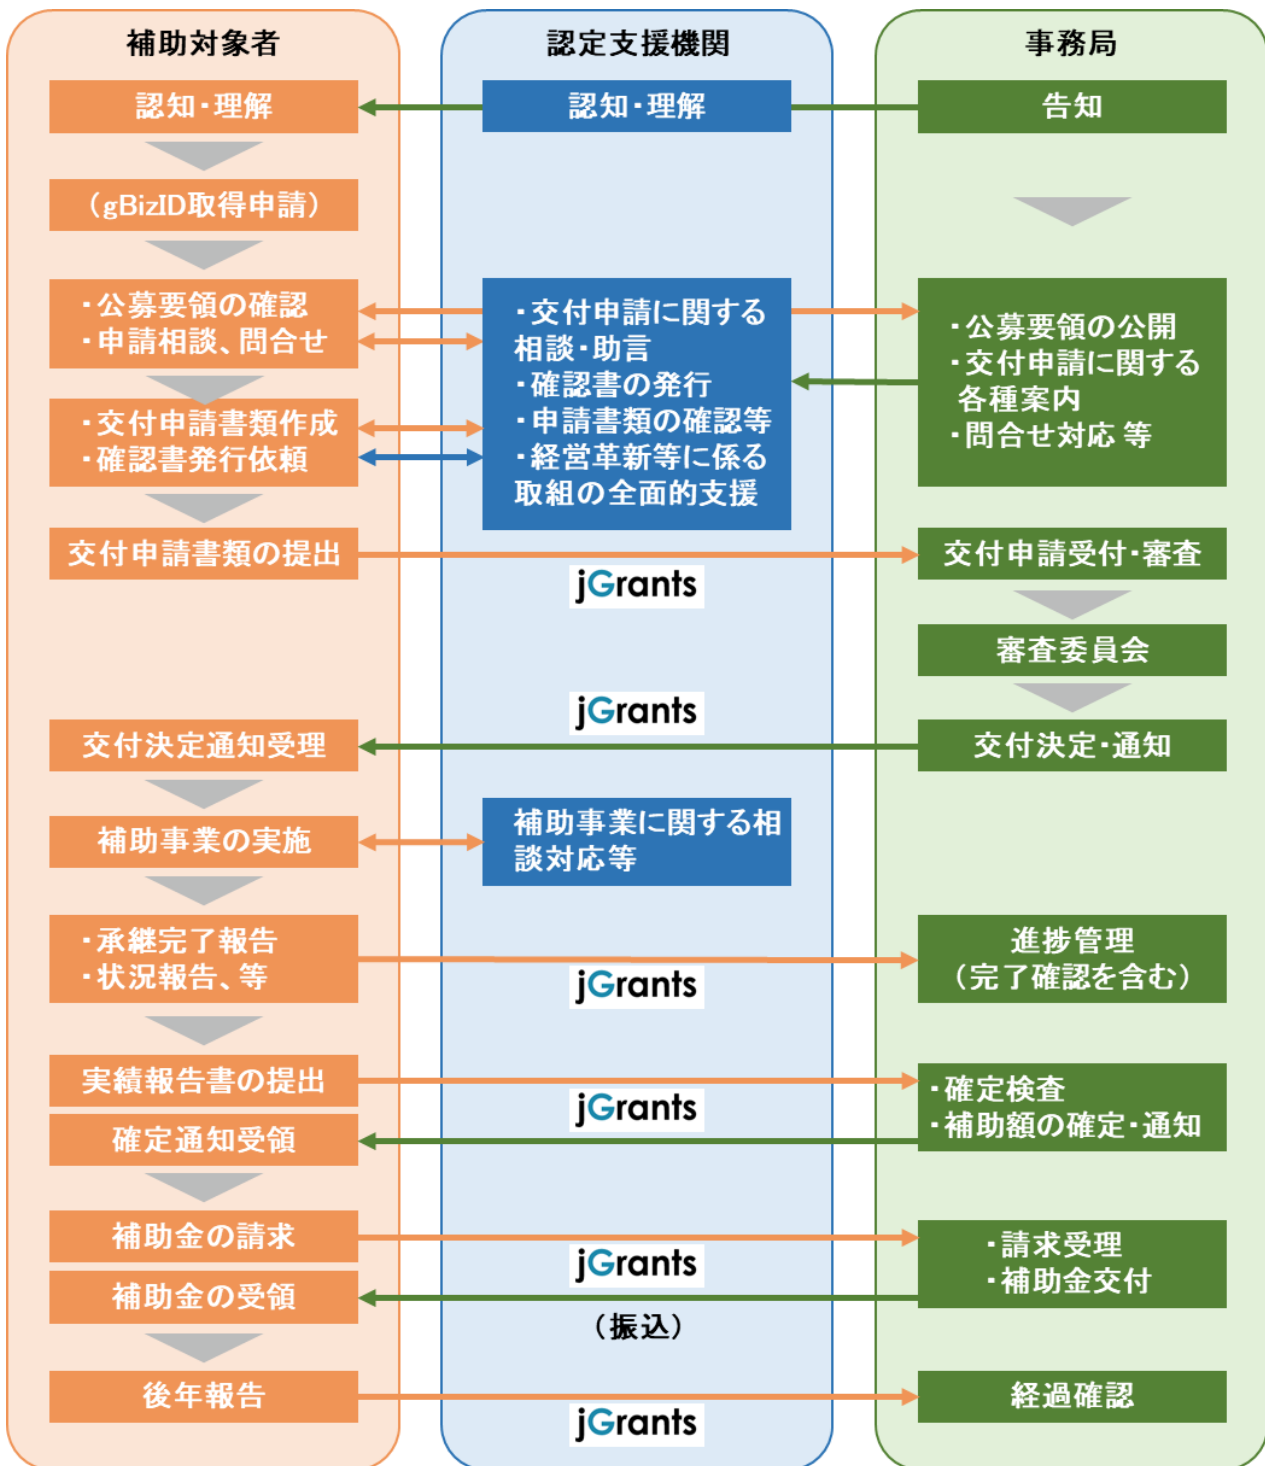 補助対象者
認定支援機関
事務局
認知・理解
認知・理解
告知
（gBizID取得申請）
・公募要領の確認
・申請相談、問合せ
・交付申請に関する
相談・助言
・確認書の発行
・申請書類の確認等
・経営革新等に係る
取組の全面的支援
・公募要領の公開
・交付申請に関する
各種案内
・問合せ対応 等
・交付申請書類作成
・確認書発行依頼
交付申請書類の提出
jGrants
交付申請受付・審査
審査委員会
jGrants
交付決定通知受理
交付決定・通知
補助事業の実施
補助事業に関する相
談対応等
・承継完了報告
・状況報告、等
jGrants
進捗管理
（完了確認を含む）
実績報告書の提出
jGrants
・確定検査
・補助額の確定・通知
確定通知受領
補助金の請求
jGrants
・請求受理
・補助金交付
補助金の受領
（振込）
後年報告
jGrants
経過確認